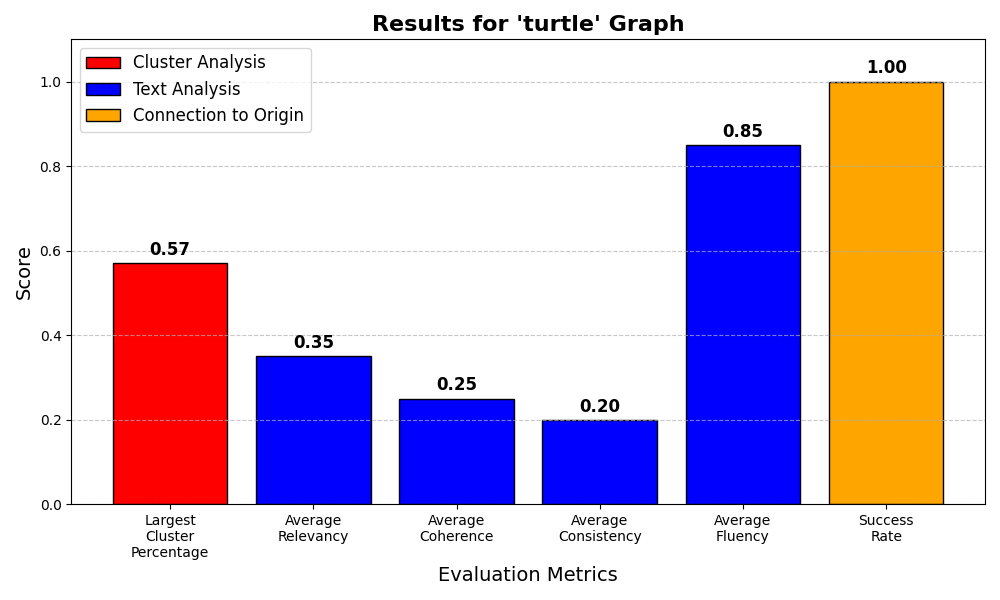 Results for 'turtle' Graph
Cluster Analysis
Text Analysis
Connection to Origin
Score
1.0
0.8
0.6
0.4
0.2
0.0
0.57
0.35
0.25
0.20
0.85
1.00
Largest
Cluster
Percentage
Average
Relevancy
Average
Coherence
Average
Consistency
Average
Fluency
Success
Rate
Evaluation Metrics